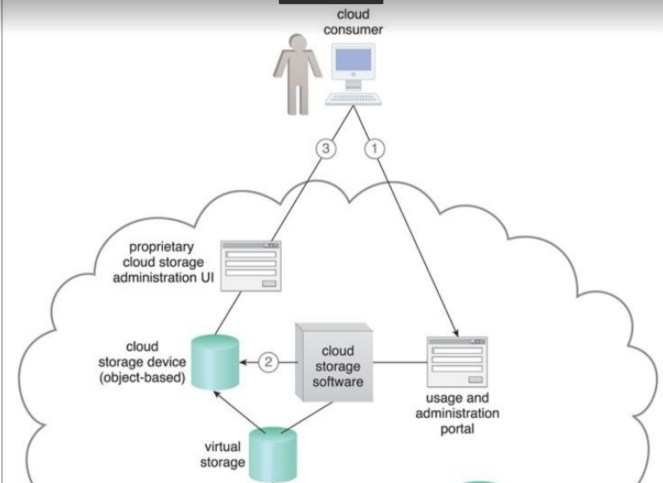 cloud
consumer
3
1
proprietary
cloud storage
administration UI
cloud
storage device
(object-based)
2
cloud
storage
software
usage and
administration
portal
virtual
storage